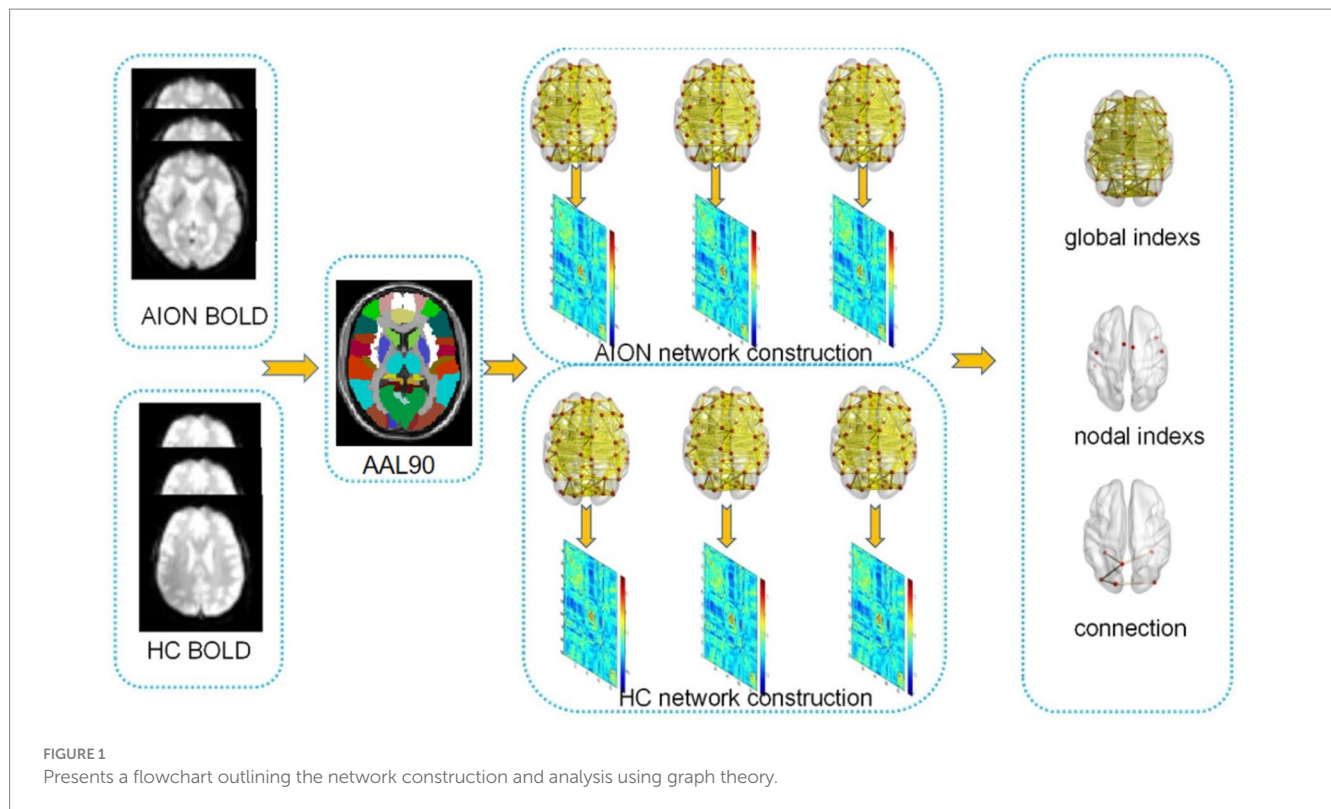 AION BOLD
HC BOLD
AAL90
AION network construction
HC network construction
global indexs
nodal indexs
connection
FIGURE 1
Presents a flowchart outlining the network construction and analysis using graph theory.